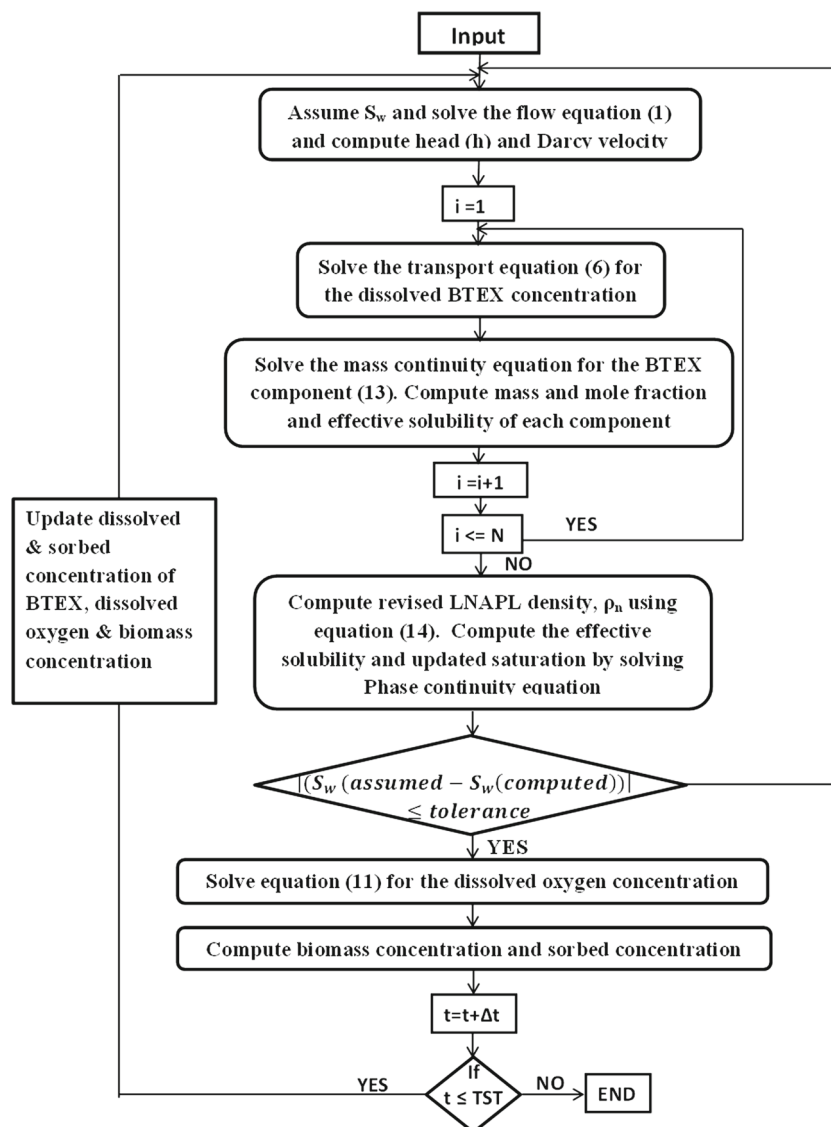 Input
Assume Sw and solve the flow equation (1)
and compute head (h) and Darcy velocity
i =1
Solve the transport equation (6) for
the dissolved BTEX concentration
Solve the mass continuity equation for the BTEX
component (13). Compute mass and mole fraction
and effective solubility of each component
i =i+1
i <= N
YES
NO
Update dissolved
& sorbed
concentration of
BTEX, dissolved
oxygen & biomass
concentration
Compute revised LNAPL density, ρn using
equation (14). Compute the effective
solubility and updated saturation by solving
Phase continuity equation
|(Sw (assumed − Sw(computed))|
≤ tolerance
YES
Solve equation (11) for the dissolved oxygen concentration
Compute biomass concentration and sorbed concentration
t=t+Δt
If
t ≤ TST
YES
NO
END